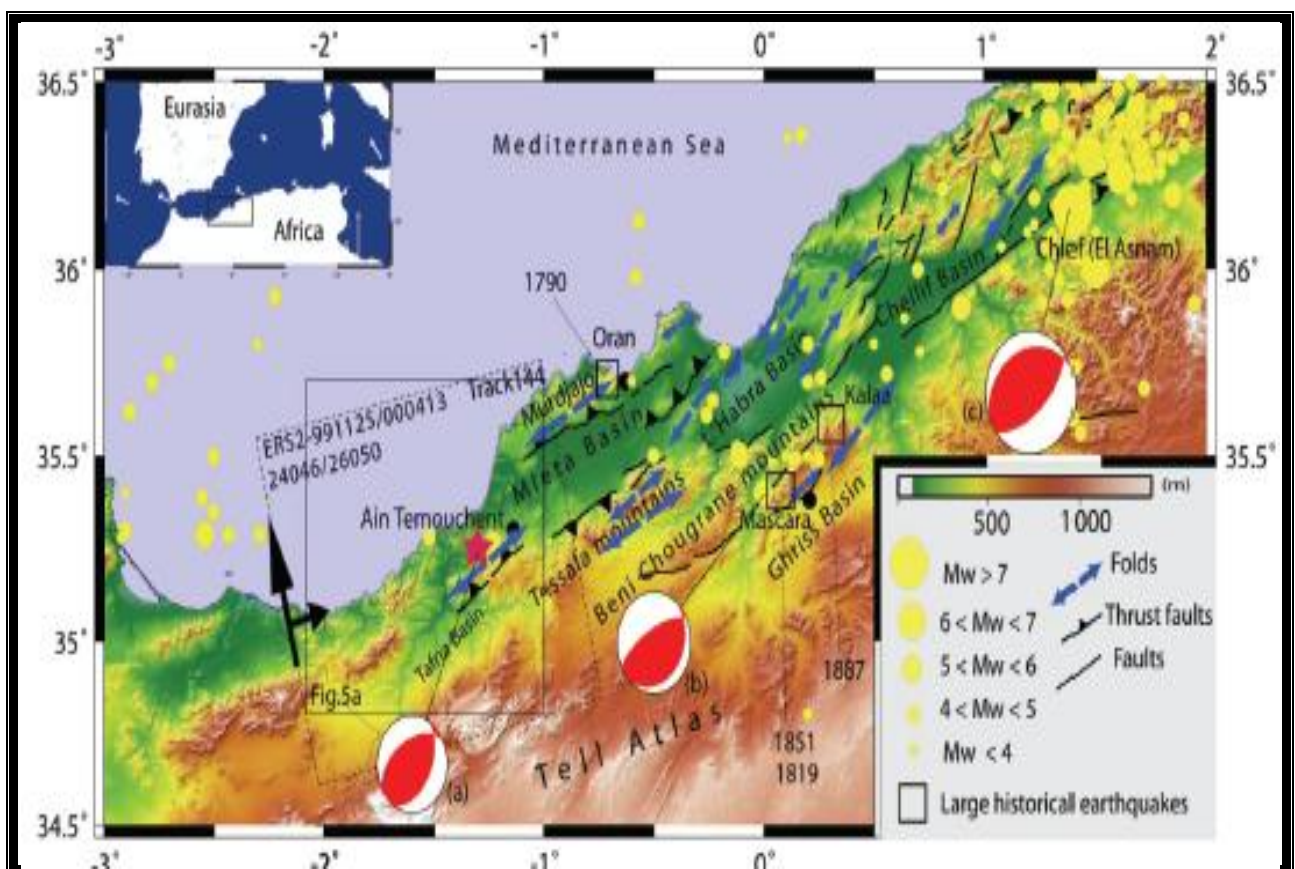 -3° -2° -1° 0° 1° 2°
36.5° 36.5°
Eurasia
Mediterranean Sea
Africa
Chlef (El Asnam)
36° 36°
Chellif Basin
1790
Oran
Murdjajo
Track144
Habra Basin
Kalaa
(c)
ERS2-991125/000413
24046/26050
Mleta Basin
35.5° 35.5°
Ain Temouchent
Tessala mountains
Beni Chougrane mountains
Mascara
Ghriss Basin
Tafna Basin
35°
Fig.5a
(b)
1887
Tell Atlas
1851
1819
(a)
34.5°
(m)
500 1000
Mw > 7
6 < Mw < 7
5 < Mw < 6
4 < Mw < 5
Mw < 4
Folds
Thrust faults
Faults
Large historical earthquakes
-3° -2° -1° 0°